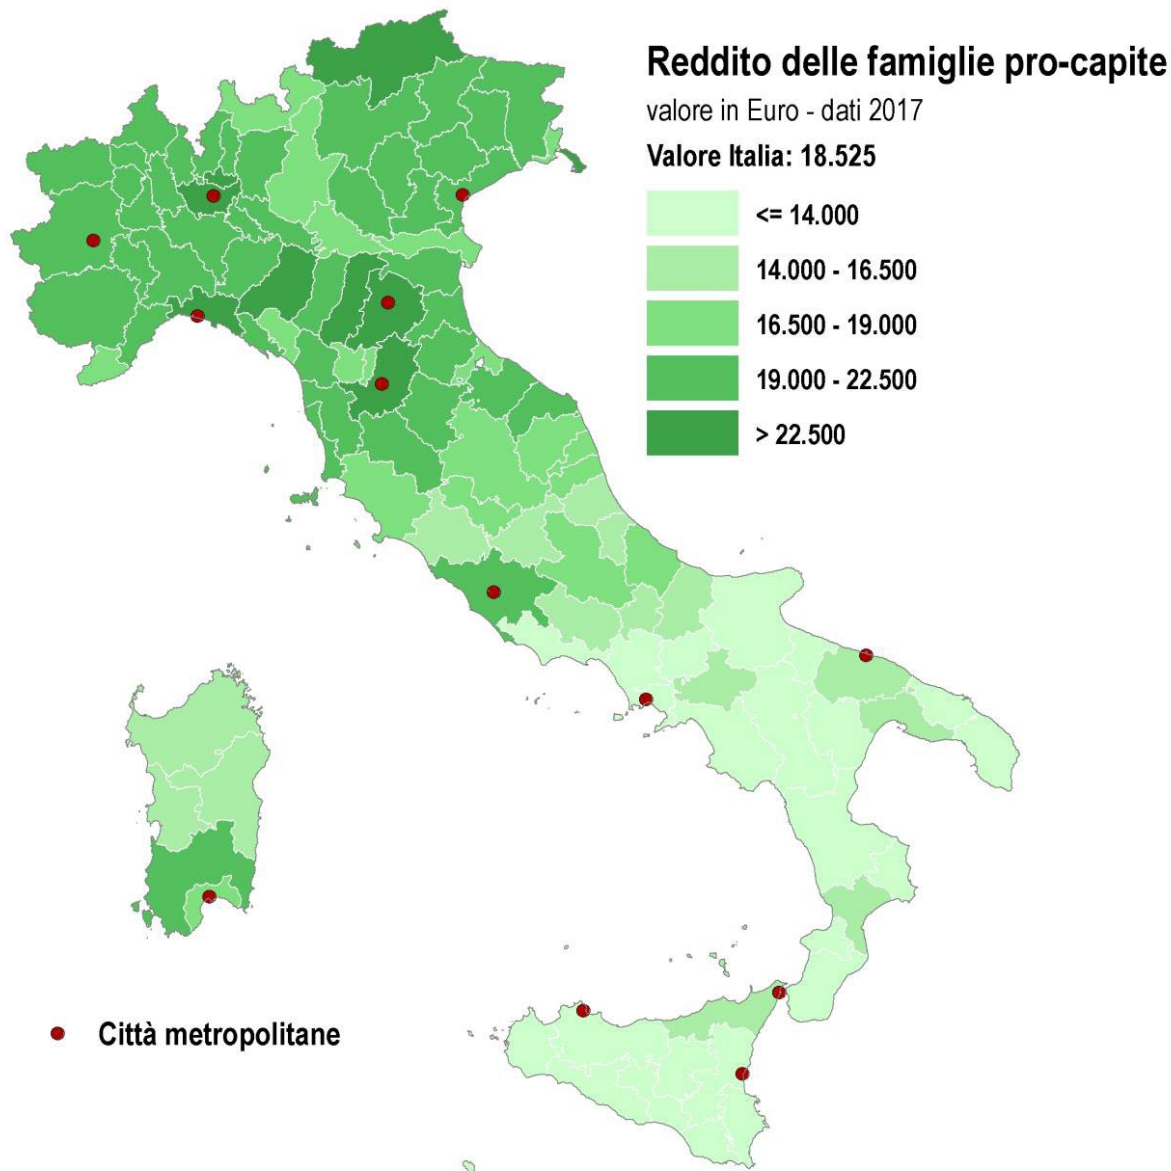 Reddito delle famiglie pro-capite
valore in Euro - dati 2017
Valore Italia: 18.525
<= 14.000
14.000 - 16.500
16.500 - 19.000
19.000 - 22.500
> 22.500
Città metropolitane